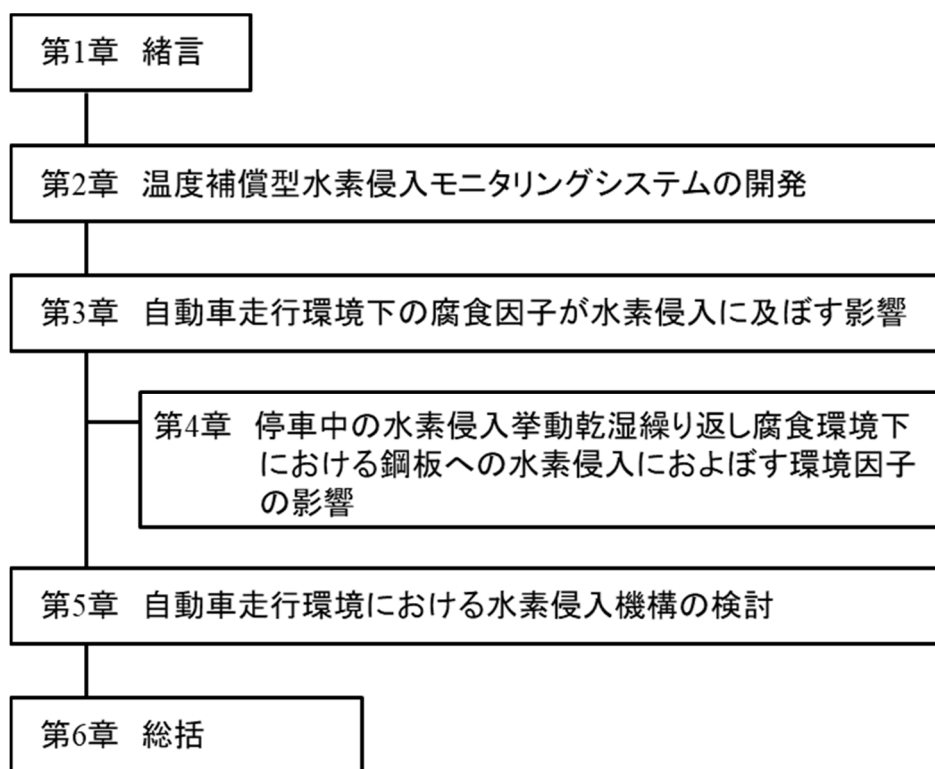 第1章 緒言
第2章 温度補償型水素侵入モニタリングシステムの開発
第3章 自動車走行環境下の腐食因子が水素侵入に及ぼす影響
第4章 停車中の水素侵入挙動乾湿繰り返し腐食環境下
における鋼板への水素侵入におよぼす環境因子
の影響
第5章 自動車走行環境における水素侵入機構の検討
第6章 総括